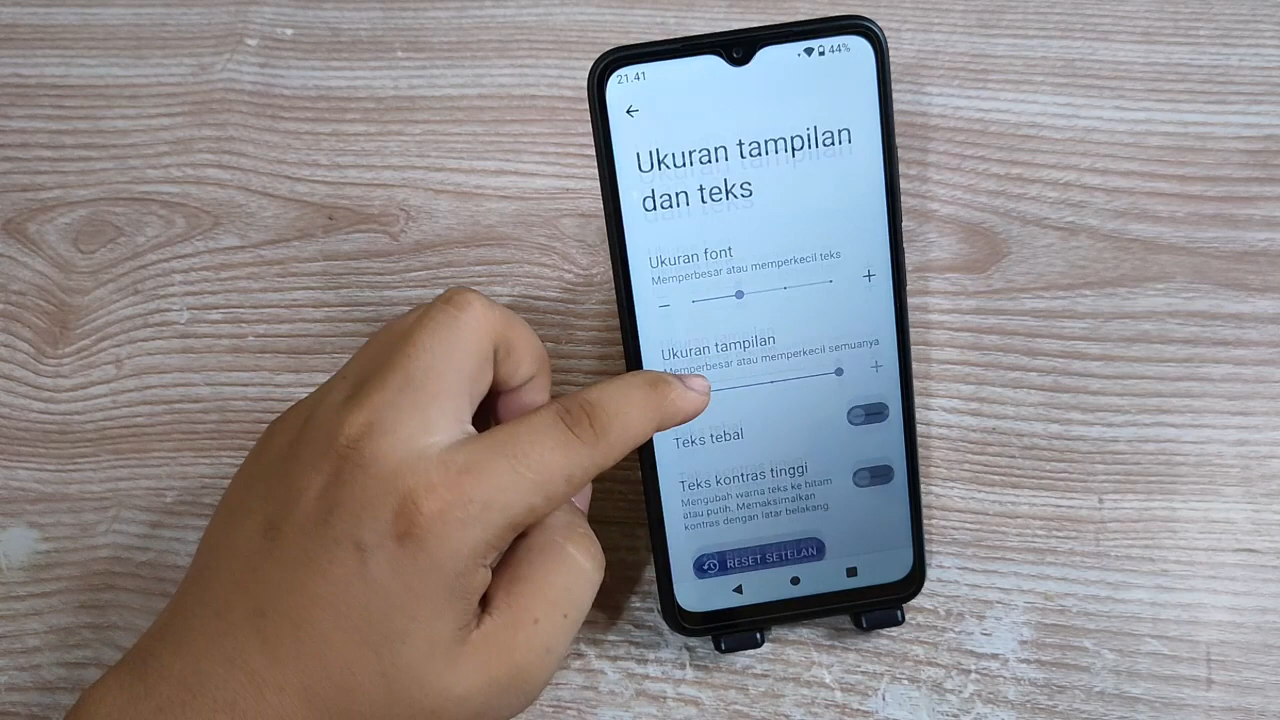 21.41
44%
Ukuran tampilan
dan teks
Ukuran font
Memperbesar atau memperkecil teks
Ukuran tampilan
Memperbesar atau memperkecil semuanya
Teks tebal
Teks kontras tinggi
Mengubah warna teks ke hitam
atau putih. Memaksimalkan
kontras dengan latar belakang.
RESET SETELAN